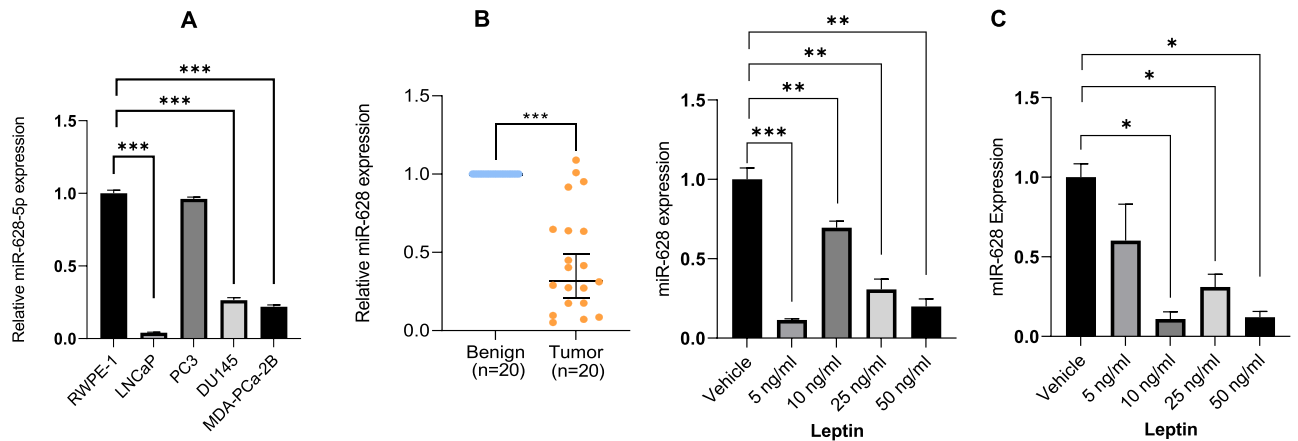 A
Relative miR-628-5p expression
1.5
1.0
0.5
0.0
***
***
***
RWPE-1
LNCaP
PC3
DU145
MDA-PCa-2B
B
Relative miR-628 expression
1.5
1.0
0.5
0.0
***
Benign
(n=20)
Tumor
(n=20)
miR-628 expression
1.5
1.0
0.5
0.0
**
**
**
***
Vehicle
5 ng/ml
10 ng/ml
25 ng/ml
50 ng/ml
Leptin
C
mIR-628 Expression
1.5
1.0
0.5
0.0
*
*
*
Vehicle
5 ng/ml
10 ng/ml
25 ng/ml
50 ng/ml
Leptin